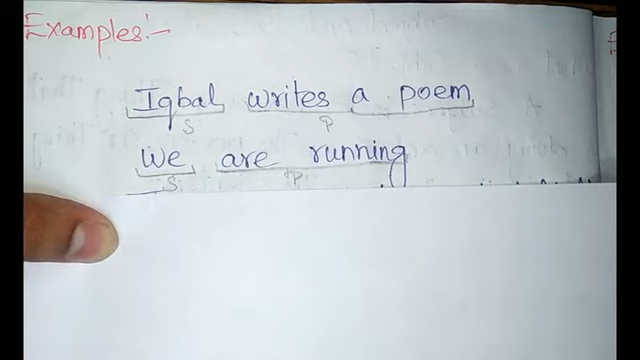 Examples:-
Iqbal writes a poem
S P
We are running
S P